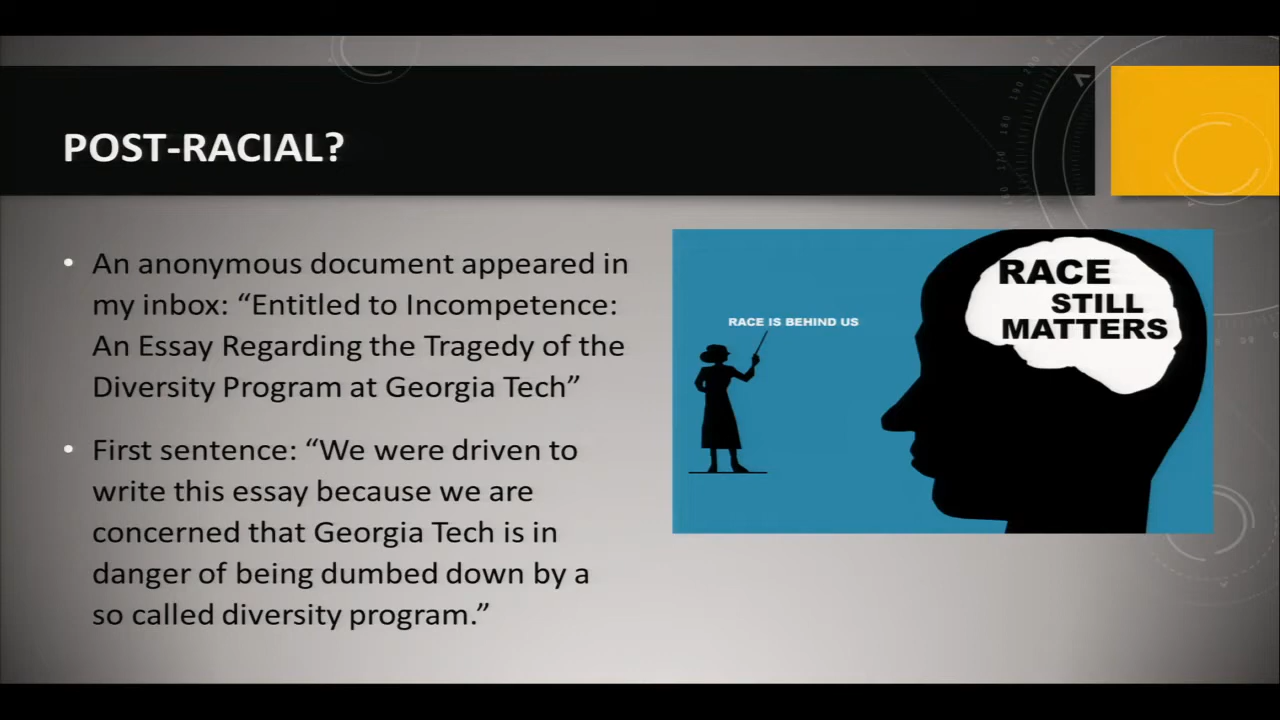 POST-RACIAL?
• An anonymous document appeared in
my inbox: “Entitled to Incompetence:
An Essay Regarding the Tragedy of the
Diversity Program at Georgia Tech”
• First sentence: “We were driven to
write this essay because we are
concerned that Georgia Tech is in
danger of being dumbed down by a
so called diversity program.”
RACE IS BEHIND US
RACE
STILL
MATTERS